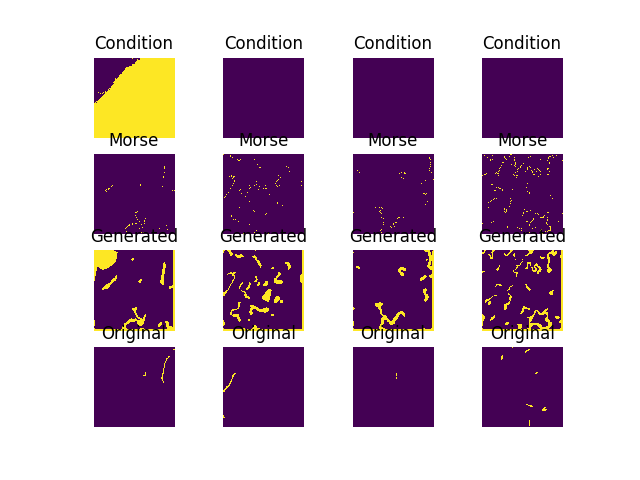 Condition Condition Condition Condition
Morse Morse Morse Morse
Generated Generated Generated Generated
Original Original Original Original